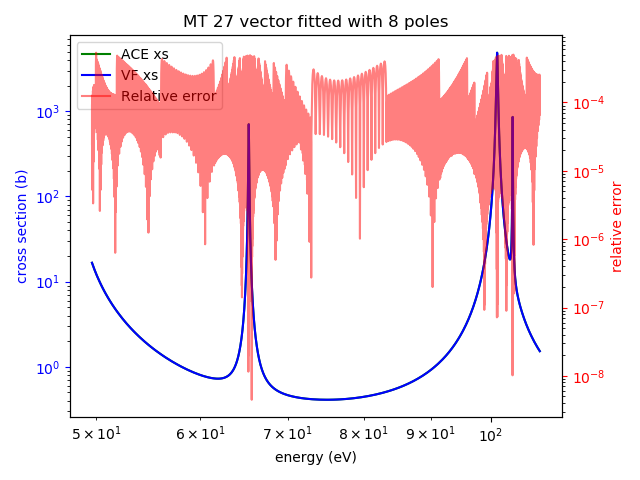 MT 27 vector fitted with 8 poles
ACE xs
VF xs
Relative error
cross section (b)
10³
10²
10¹
10⁰
10⁻⁴
10⁻⁵
10⁻⁶
10⁻⁷
10⁻⁸
relative error
5 × 10¹ 6 × 10¹ 7 × 10¹ 8 × 10¹ 9 × 10¹ 10²
energy (eV)